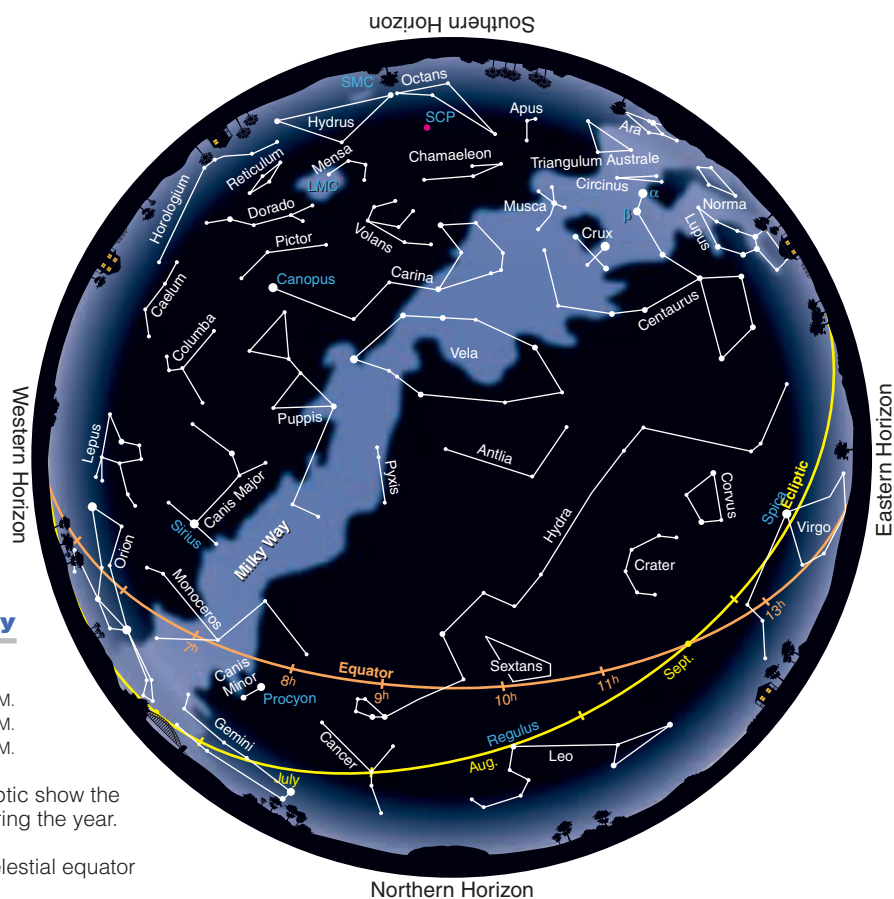 Southern Horizon
SMC
Octans
Hydrus
SCP
Apus
Ara
Reticulum
Mensa
Chamaeleon
Triangulum Australe
Circinus
α
LMC
Horologium
Dorado
Volans
Musca
β
Norma
Lupus
Pictor
Crux
Canopus
Carina
Centaurus
Caelum
Columba
Vela
Puppis
Western Horizon
Eastern Horizon
Lepus
Antlia
Pyxis
Canis Major
Sirius
Hydra
Corvus
Spica
Ecliptic
Virgo
Orion
Milky Way
Crater
Monoceros
7h
Equator
8h
9h
10h
11h
13h
Sextans
Sept.
Canis
Minor
Procyon
Gemini
Cancer
Regulus
Leo
July
Aug.
Northern Horizon
y
M.
M.
M.
ptic show the
ring the year.
elestial equator